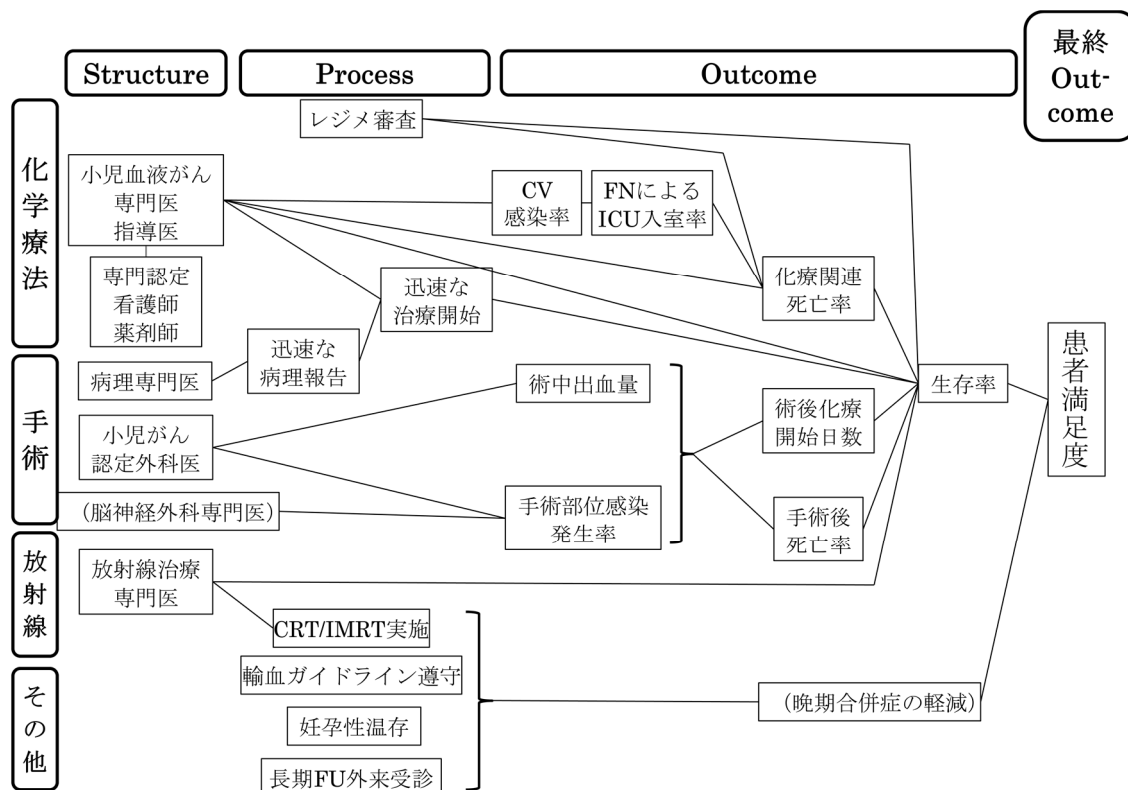 Structure
Process
Outcome
最終
Out-
come
化学療法
レジメ審査
小児血液がん
専門医
指導医
CV
感染率
FNによる
ICU入室率
専門認定
看護師
薬剤師
迅速な
治療開始
化療関連
死亡率
病理専門医
迅速な
病理報告
手術
術中出血量
術後化療
開始日数
生存率
患者満足度
小児がん
認定外科医
(脳神経外科専門医)
手術部位感染
発生率
手術後
死亡率
放射線
放射線治療
専門医
CRT/IMRT実施
輸血ガイドライン遵守
その他
妊孕性温存
(晩期合併症の軽減)
長期FU外来受診